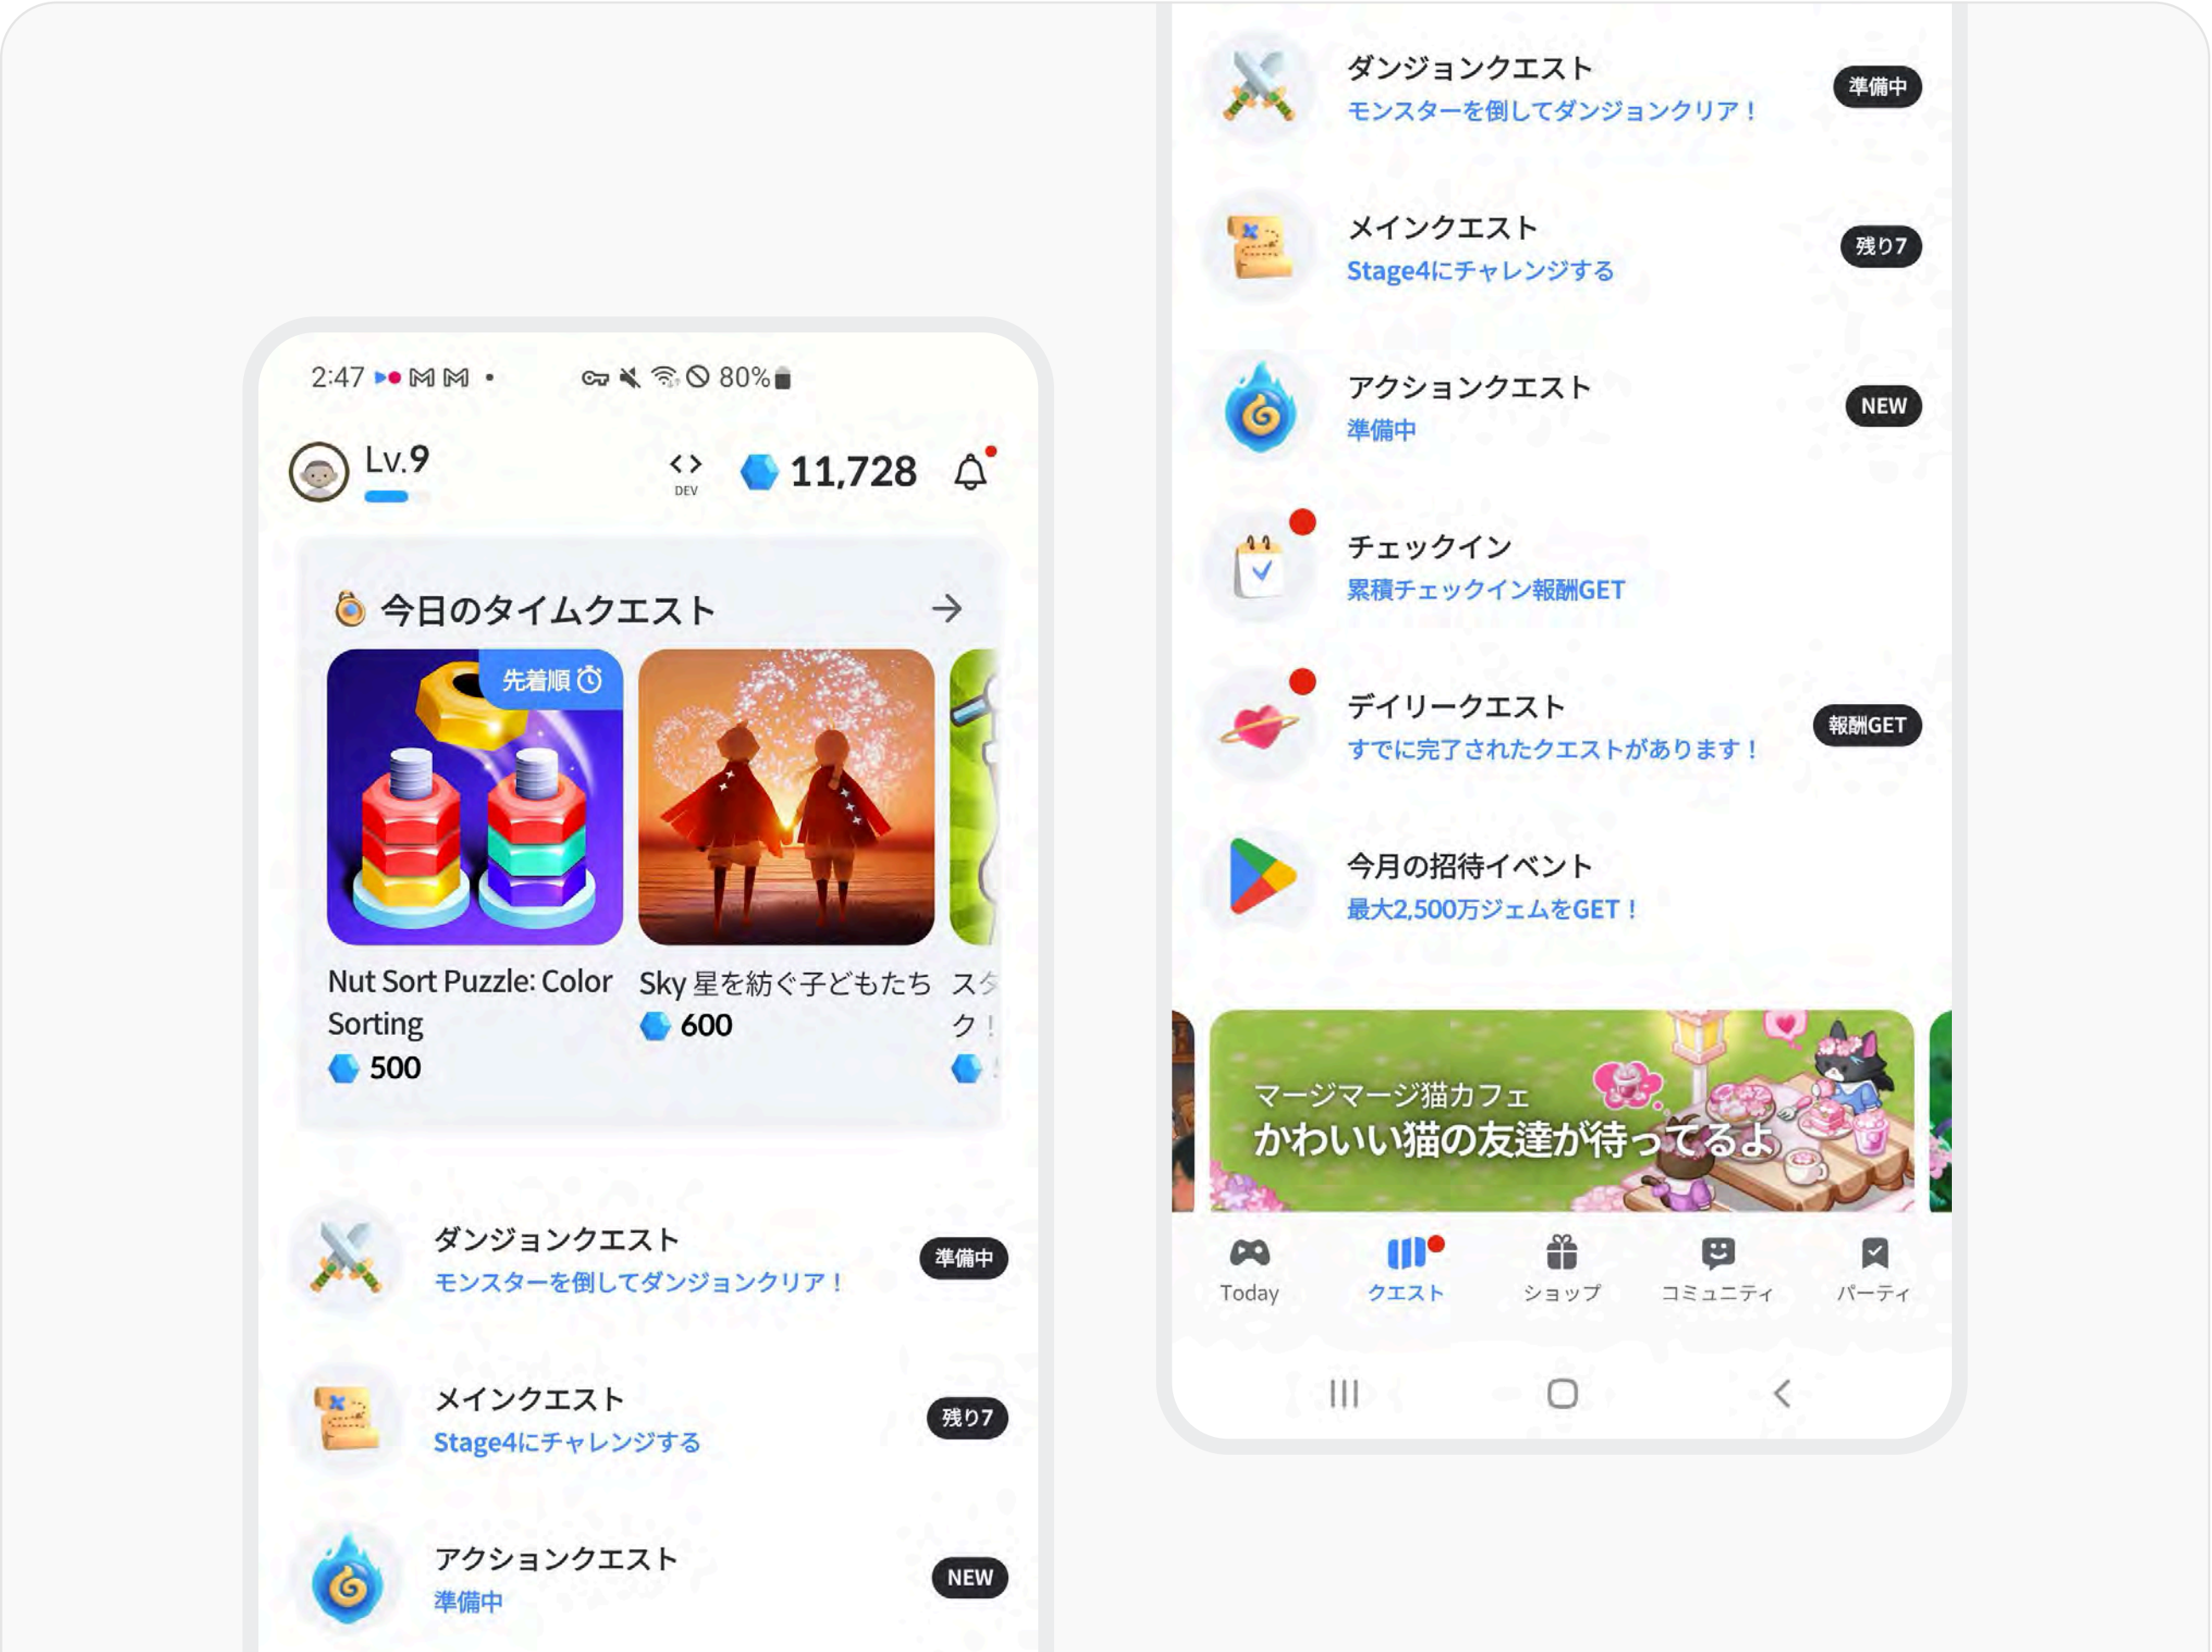 2:47
80%
Lv.9
DEV
11,728
今日のタイムクエスト
先着順
Nut Sort Puzzle: Color
Sorting
500
Sky 星を紡ぐ子どもたち
600
スタ
ク！
ダンジョンクエスト
モンスターを倒してダンジョンクリア！
準備中
メインクエスト
Stage4にチャレンジする
残り7
アクションクエスト
準備中
NEW
ダンジョンクエスト
モンスターを倒してダンジョンクリア！
準備中
メインクエスト
Stage4にチャレンジする
残り7
アクションクエスト
準備中
NEW
チェックイン
累積チェックイン報酬GET
デイリークエスト
すでに完了されたクエストがあります！
報酬GET
今月の招待イベント
最大2,500万ジェムをGET！
マージマージ猫カフェ
かわいい猫の友達が待ってるよ
Today
クエスト
ショップ
コミュニティ
パーティ